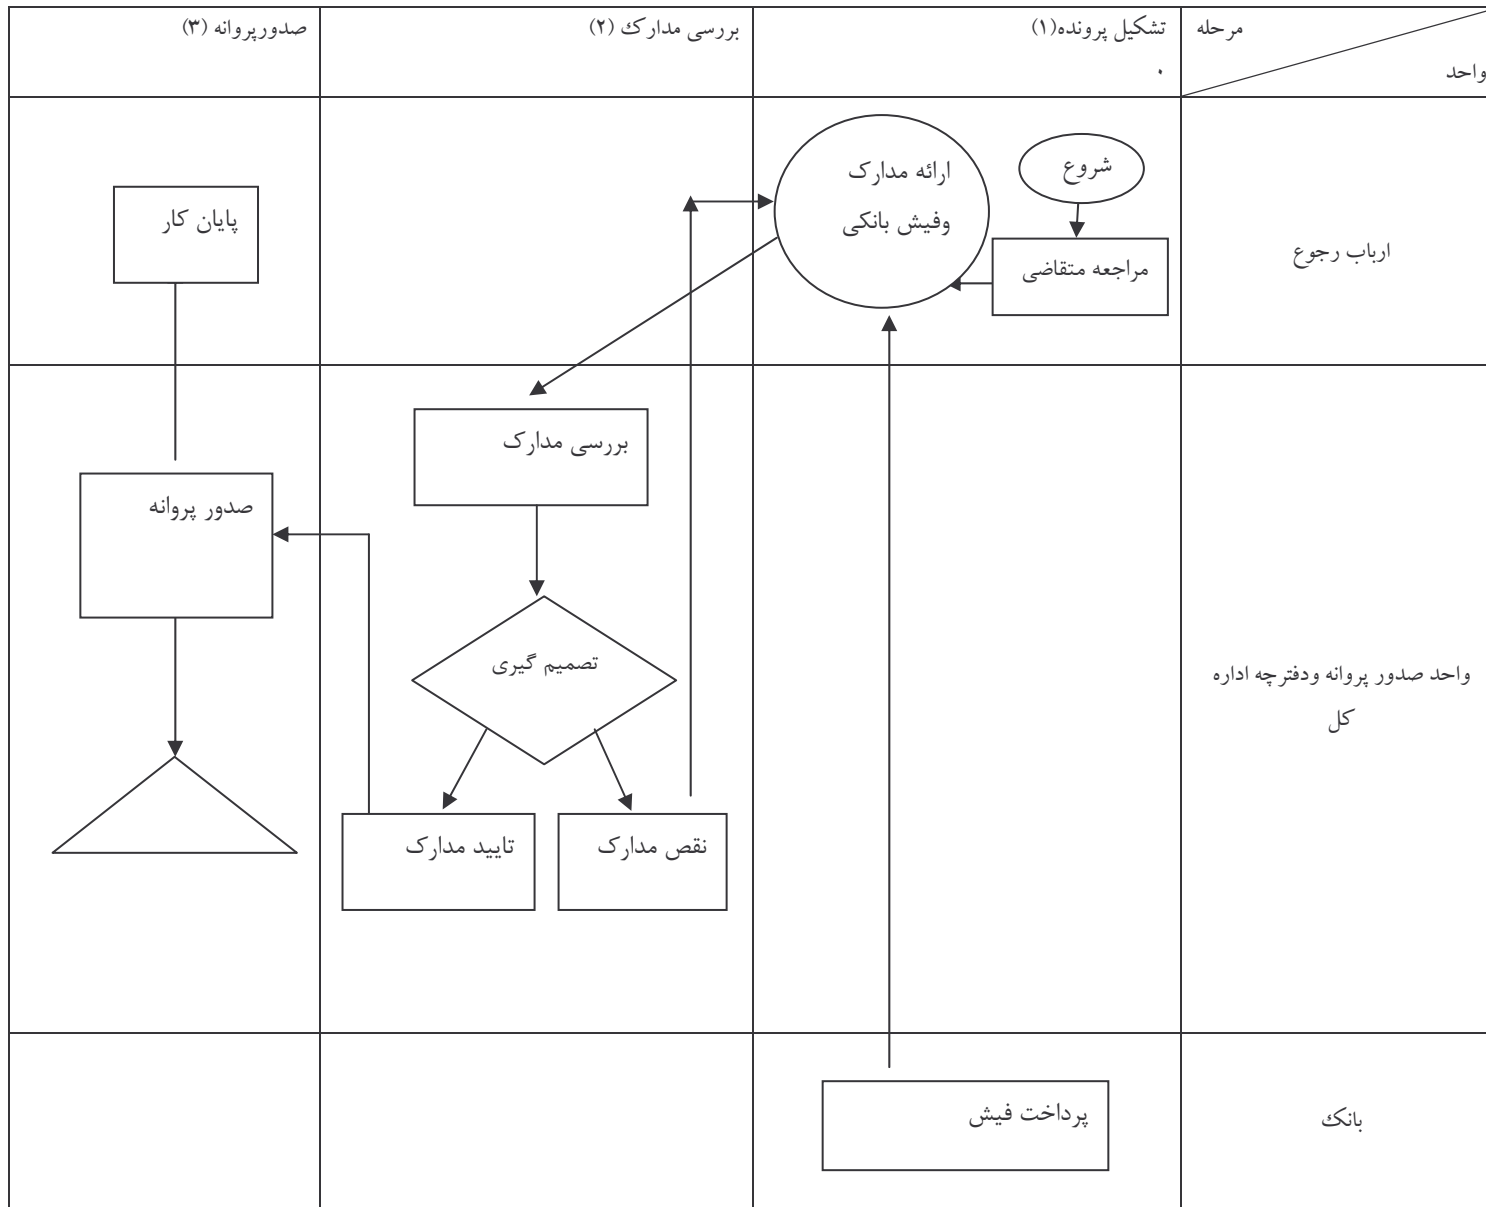 مرحله
واحد
تشکیل پرونده(۱)
۰
بررسی مدارك (۲)
صدورپروانه (۳)
ارباب رجوع
شروع
مراجعه متقاضی
ارائه مدارک
وفیش بانکی
پایان کار
واحد صدور پروانه ودفترچه اداره
کل
بررسی مدارک
تصمیم گیری
نقص مدارک
تایید مدارک
صدور پروانه
بانک
پرداخت فیش